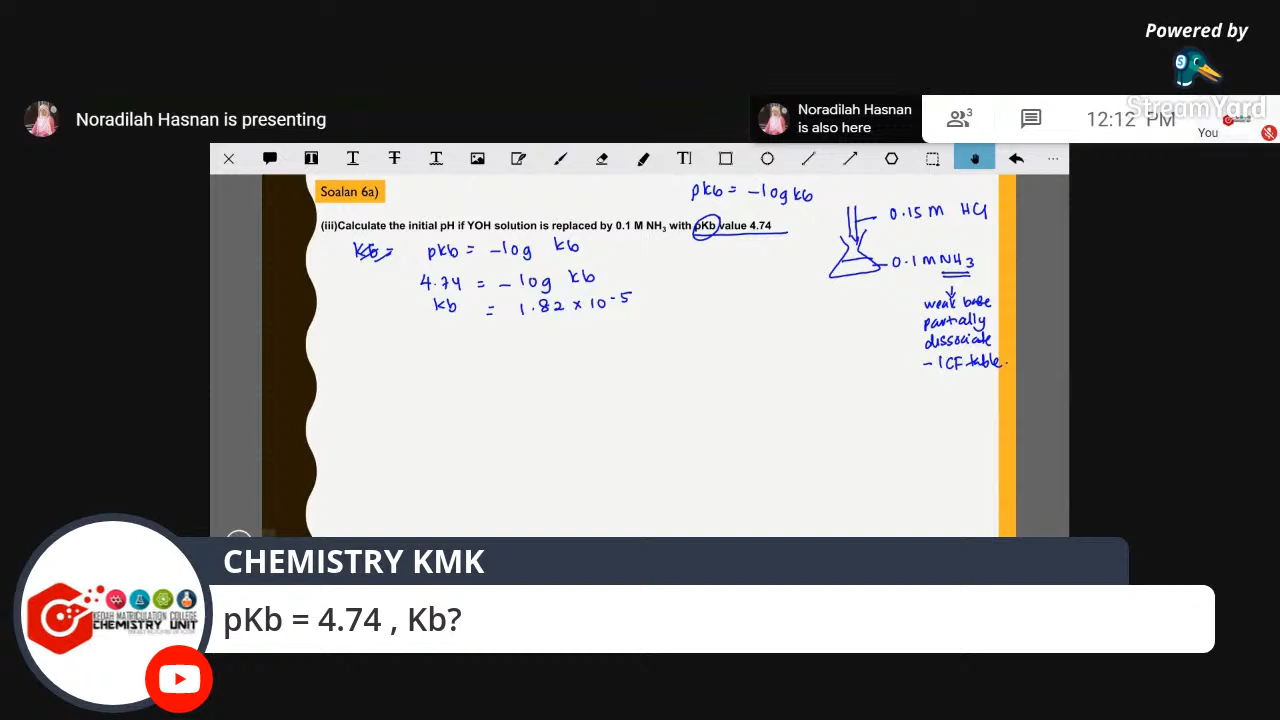 Powered by
StreamYard
Noradilah Hasnan is presenting
Noradilah Hasnan
is also here
3
12:12 PM
You
Soalan 6a)
pkb = -log kb
(iii)Calculate the initial pH if YOH solution is replaced by 0.1 M NH3 with pKb value 4.74
0.15 M HCl
0.1 M NH3
kb =
pkb = -log kb
4.74 = -log kb
kb = 1.82 x 10-5
weak base
partially
dissociate
- ICF table.
CHEMISTRY KMK
pKb = 4.74 , Kb?
KEDAH MATRICULATION COLLEGE
CHEMISTRY UNIT